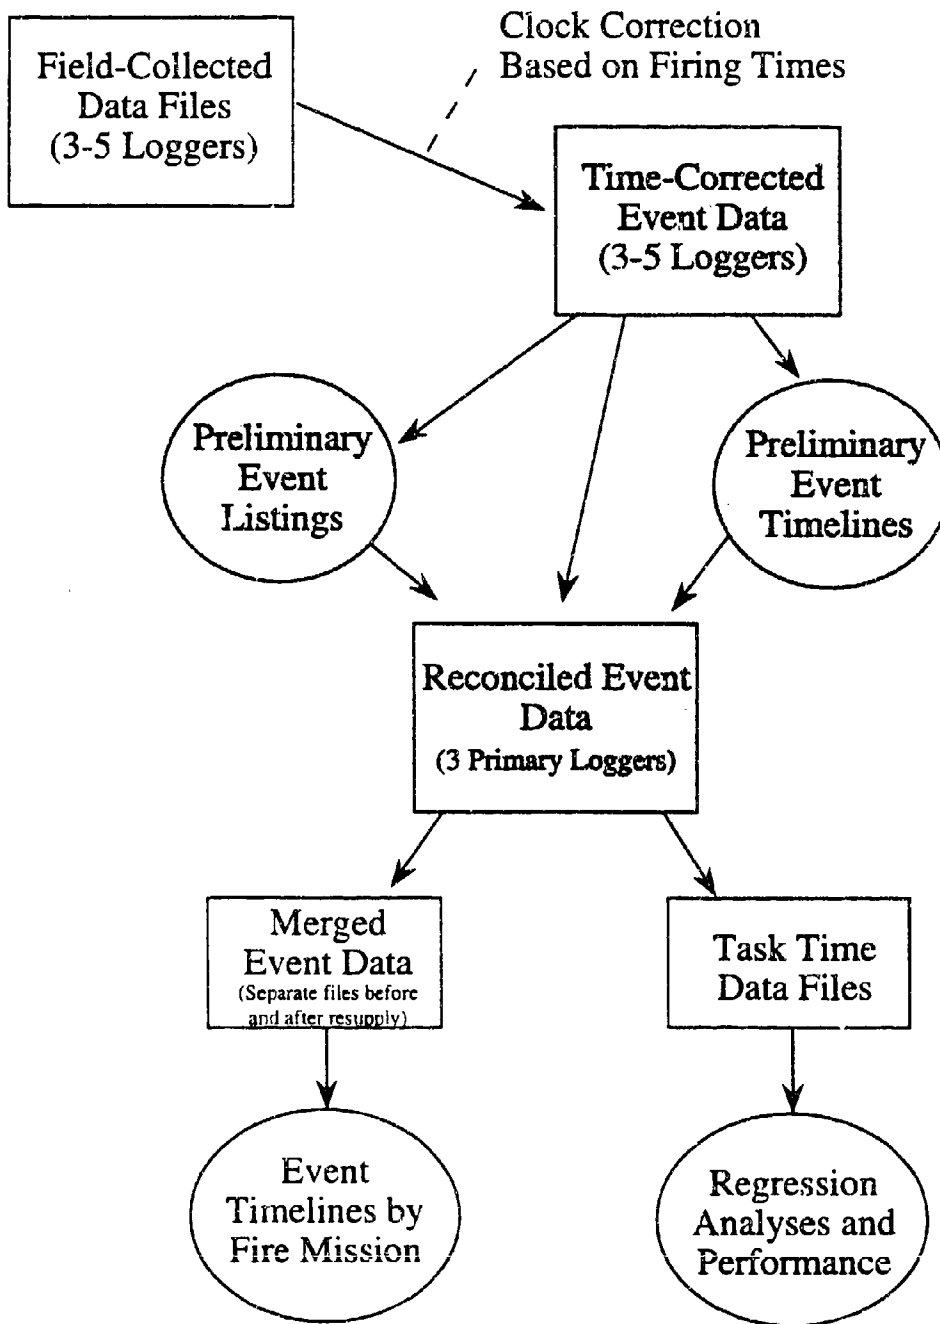 Clock Correction
Based on Firing Times
Field-Collected
Data Files
(3-5 Loggers)
Time-Corrected
Event Data
(3-5 Loggers)
Preliminary
Event
Listings
Preliminary
Event
Timelines
Reconciled Event
Data
(3 Primary Loggers)
Merged
Event Data
(Separate files before
and after resupply)
Task Time
Data Files
Event
Timelines by
Fire Mission
Regression
Analyses and
Performance